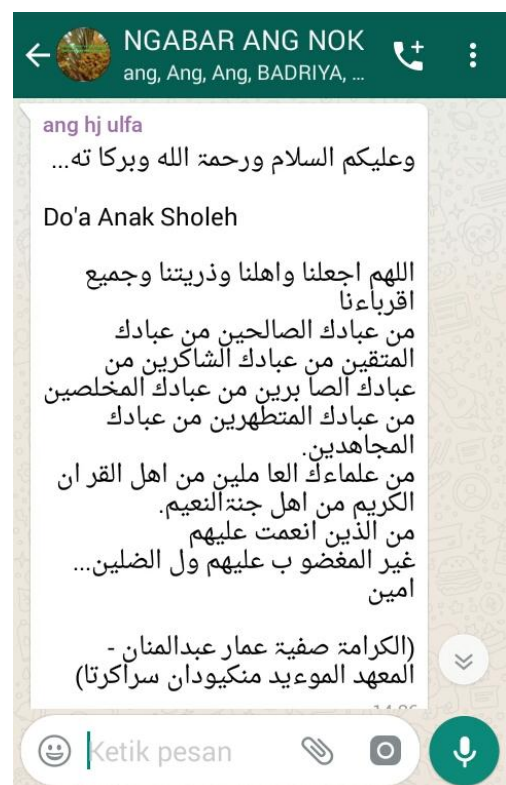 NGABAR ANG NOK
ang, Ang, Ang, BADRIYA, ...
ang hj ulfa
وعليكم السلام ورحمة الله وبركا ته...
Do'a Anak Sholeh
اللهم اجعلنا واهلنا وذريتنا وجميع
اقرباءنا
من عبادك الصالحين من عبادك
المتقين من عبادك الشاكرين من
عبادك الصا برين من عبادك المخلصين
من عبادك المتطهرين من عبادك
المجاهدين.
من علماءك العا ملين من اهل القر ان
الكريم من اهل جنةالنعيم.
من الذين انعمت عليهم
غير المغضو ب عليهم ول الضلين...
امين
(الكرامة صفية عمار عبدالمنان -
المعهد الموءيد منكيودان سراكرتا)
Ketik pesan